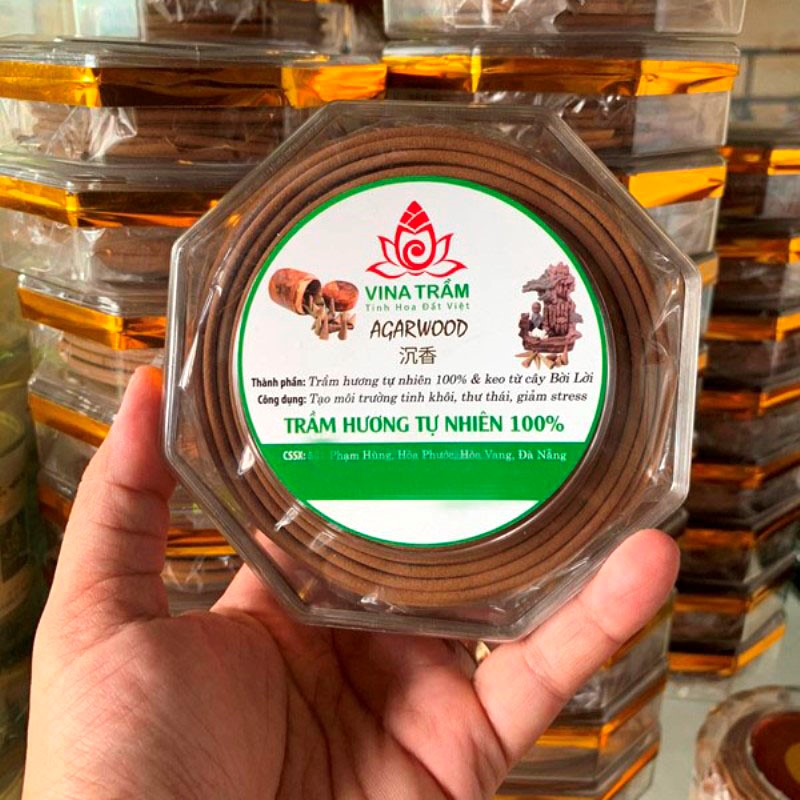 VINA TRẦM
Tinh Hoa Đất Việt
AGARWOOD
沉香
Thành phần: Trầm hương tự nhiên 100% & keo từ cây Bời Lời
Công dụng: Tạo môi trường tinh khôi, thư thái, giảm stress
TRẦM HƯƠNG TỰ NHIÊN 100%
CSSX: Phạm Hùng, Hòa Phước, Hòa Vang, Đà Nẵng